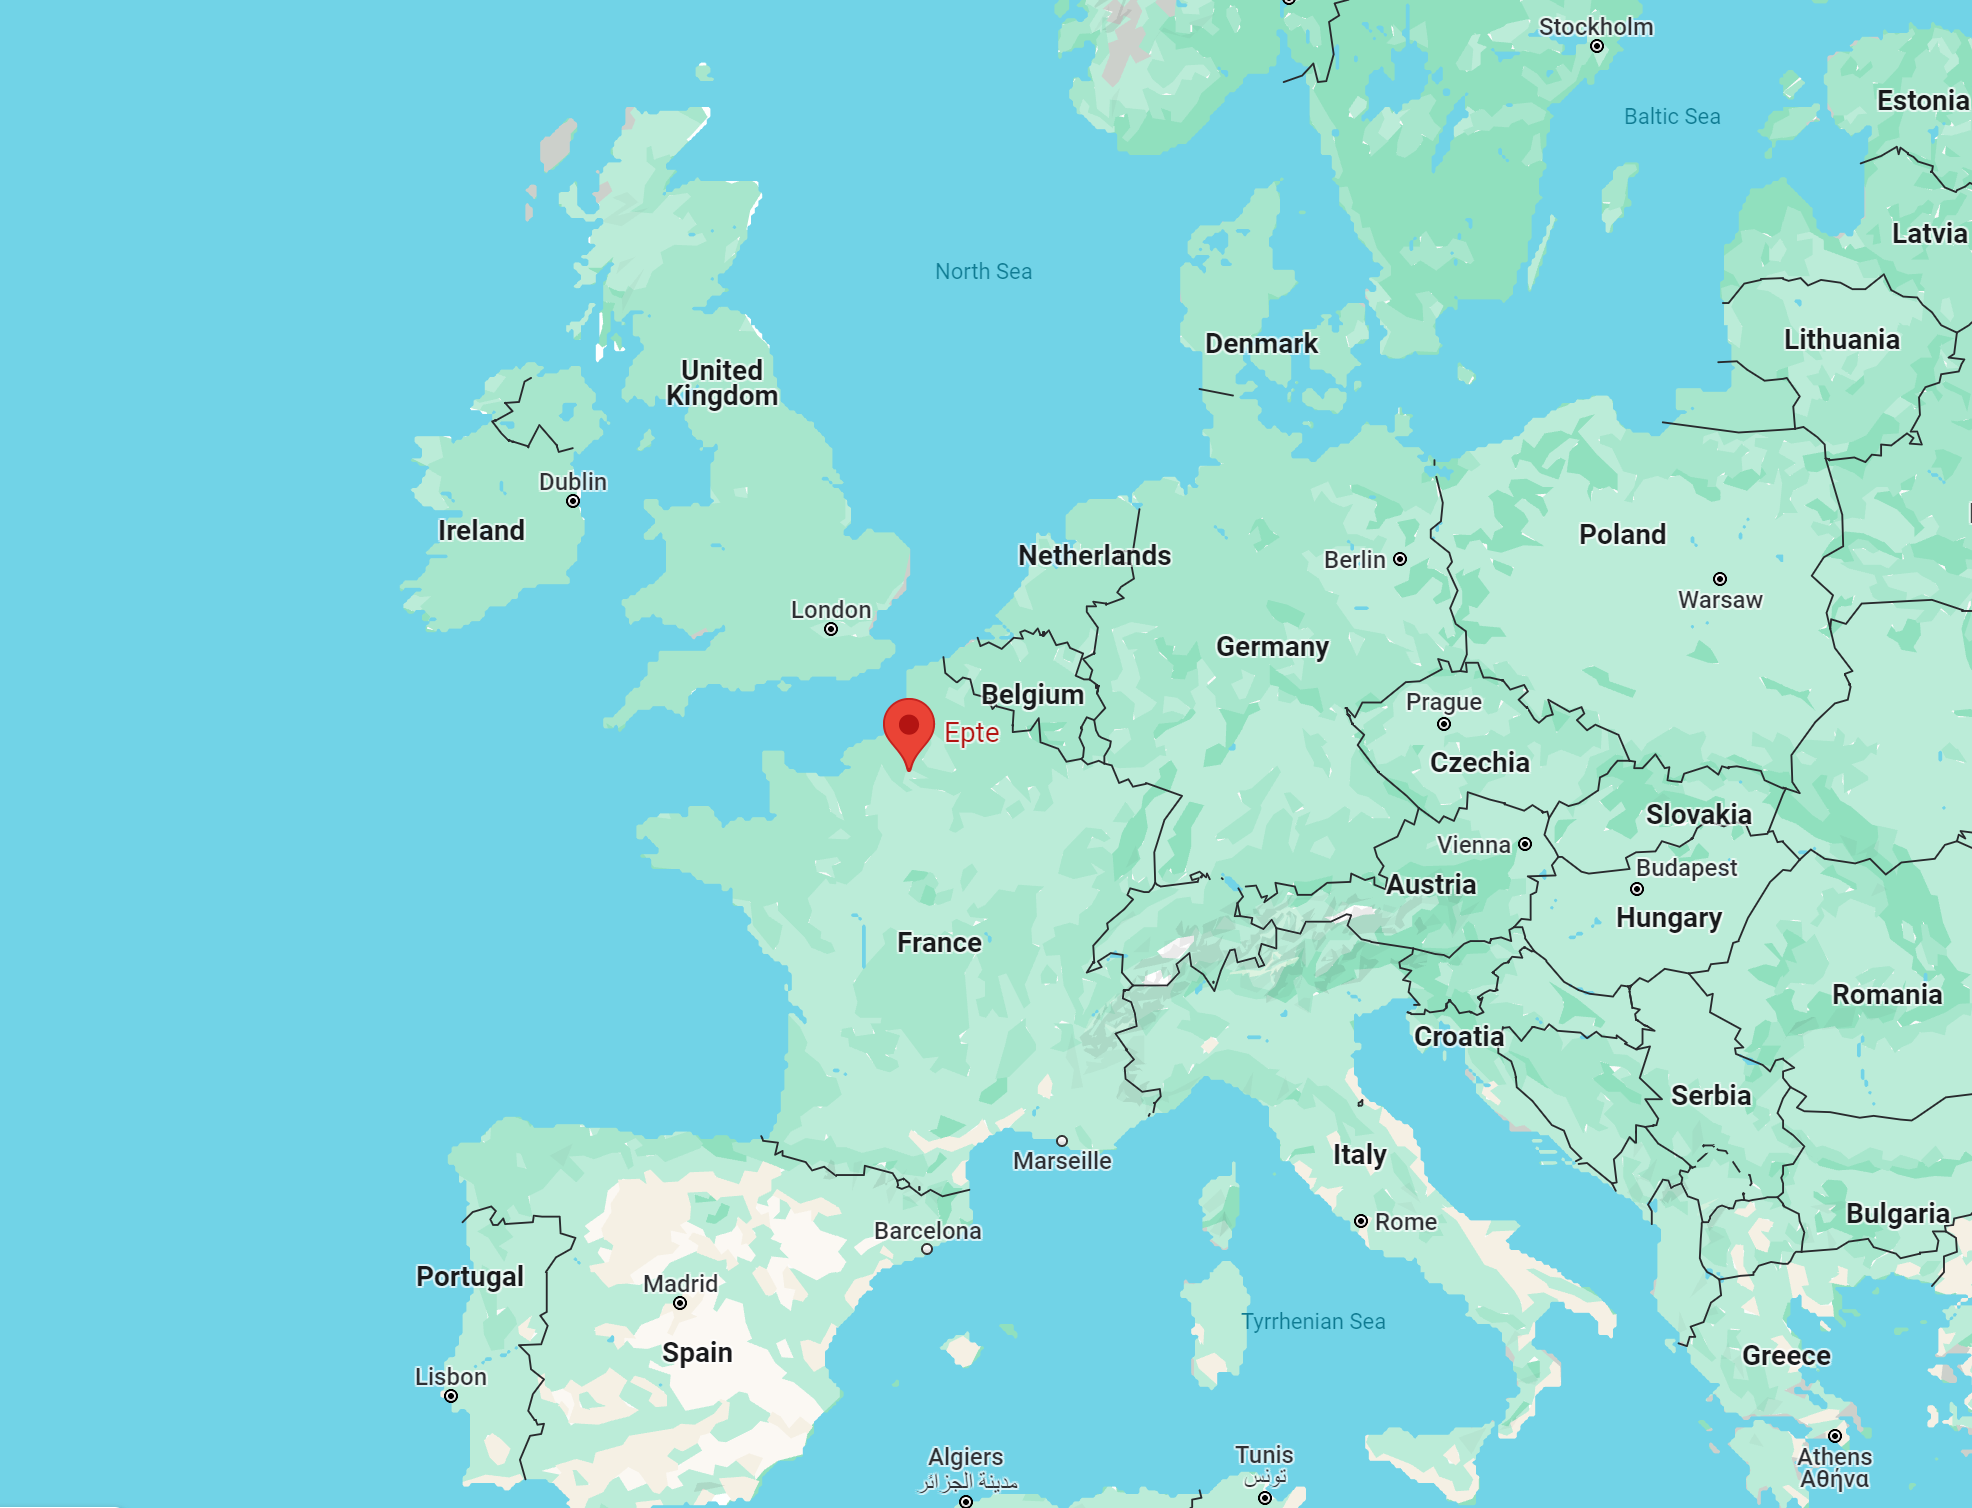 Stockholm
Baltic Sea
Estonia
Latvia
North Sea
Lithuania
Denmark
United
Kingdom
Dublin
Ireland
Netherlands
Poland
Berlin
Warsaw
London
Germany
Belgium
Prague
Epte
Czechia
Slovakia
Vienna
Budapest
Austria
Hungary
France
Romania
Croatia
Serbia
Marseille
Italy
Bulgaria
Rome
Barcelona
Portugal
Madrid
Tyrrhenian Sea
Spain
Greece
Lisbon
Algiers
مدينة الجزائر
Tunis
تونس
Athens
Αθήνα